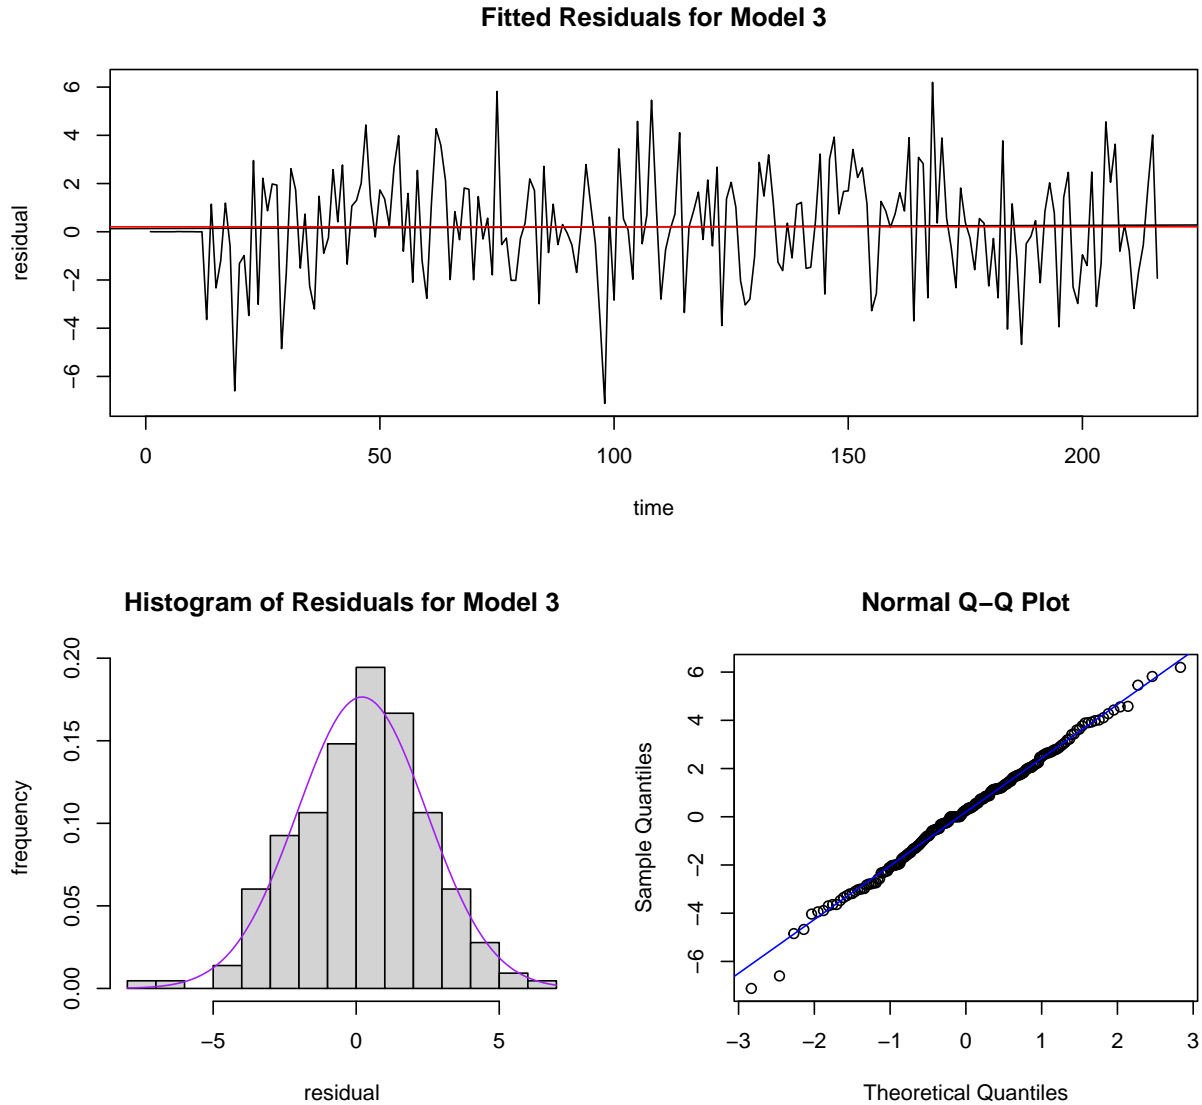 Fitted Residuals for Model 3
6
4
2
0
−2
−4
−6
residual
0 50 100 150 200
time
Histogram of Residuals for Model 3
0.20
0.15
0.10
0.05
0.00
frequency
−5 0 5
residual
Normal Q−Q Plot
6
4
2
0
−2
−4
−6
Sample Quantiles
−3 −2 −1 0 1 2 3
Theoretical Quantiles